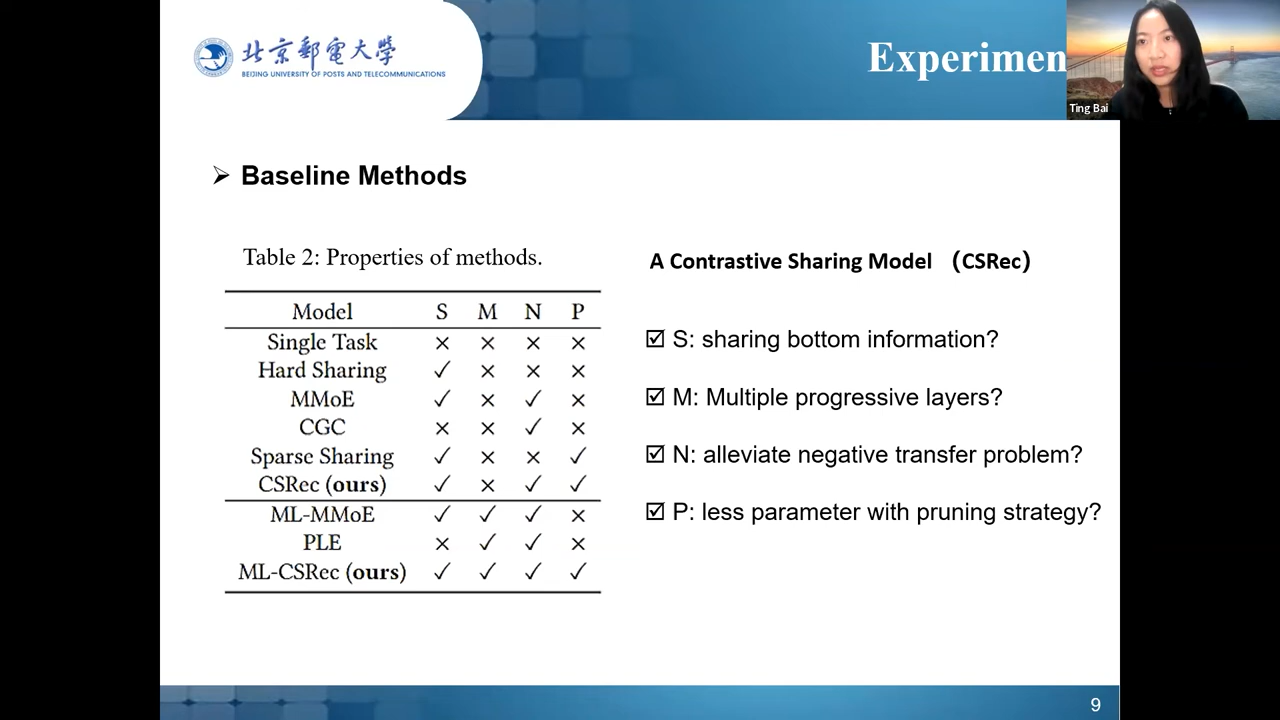 北京郵電大學
BEIJING UNIVERSITY OF POSTS AND TELECOMMUNICATIONS
Experimen
Ting Bai
➢ Baseline Methods
Table 2: Properties of methods.
Model S M N P
Single Task × × × ×
Hard Sharing ✓ × × ×
MMoE ✓ × ✓ ×
CGC × × ✓ ×
Sparse Sharing ✓ × × ✓
CSRec (ours) ✓ × ✓ ✓
ML-MMoE ✓ ✓ ✓ ×
PLE × ✓ ✓ ×
ML-CSRec (ours) ✓ ✓ ✓ ✓
A Contrastive Sharing Model （CSRec）
☑ S: sharing bottom information?
☑ M: Multiple progressive layers?
☑ N: alleviate negative transfer problem?
☑ P: less parameter with pruning strategy?
9